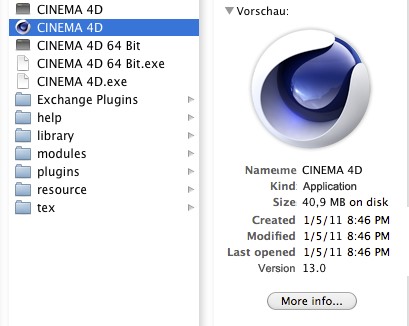 CINEMA 4D
CINEMA 4D
CINEMA 4D 64 Bit
CINEMA 4D 64 Bit.exe
CINEMA 4D.exe
Exchange Plugins
help
library
modules
plugins
resource
tex
Vorschau:
Nameıme CINEMA 4D
Kind Application
Size 40,9 MB on disk
Created 1/5/11 8:46 PM
Modified 1/5/11 8:46 PM
Last opened 1/5/11 8:46 PM
Version 13.0
More info...